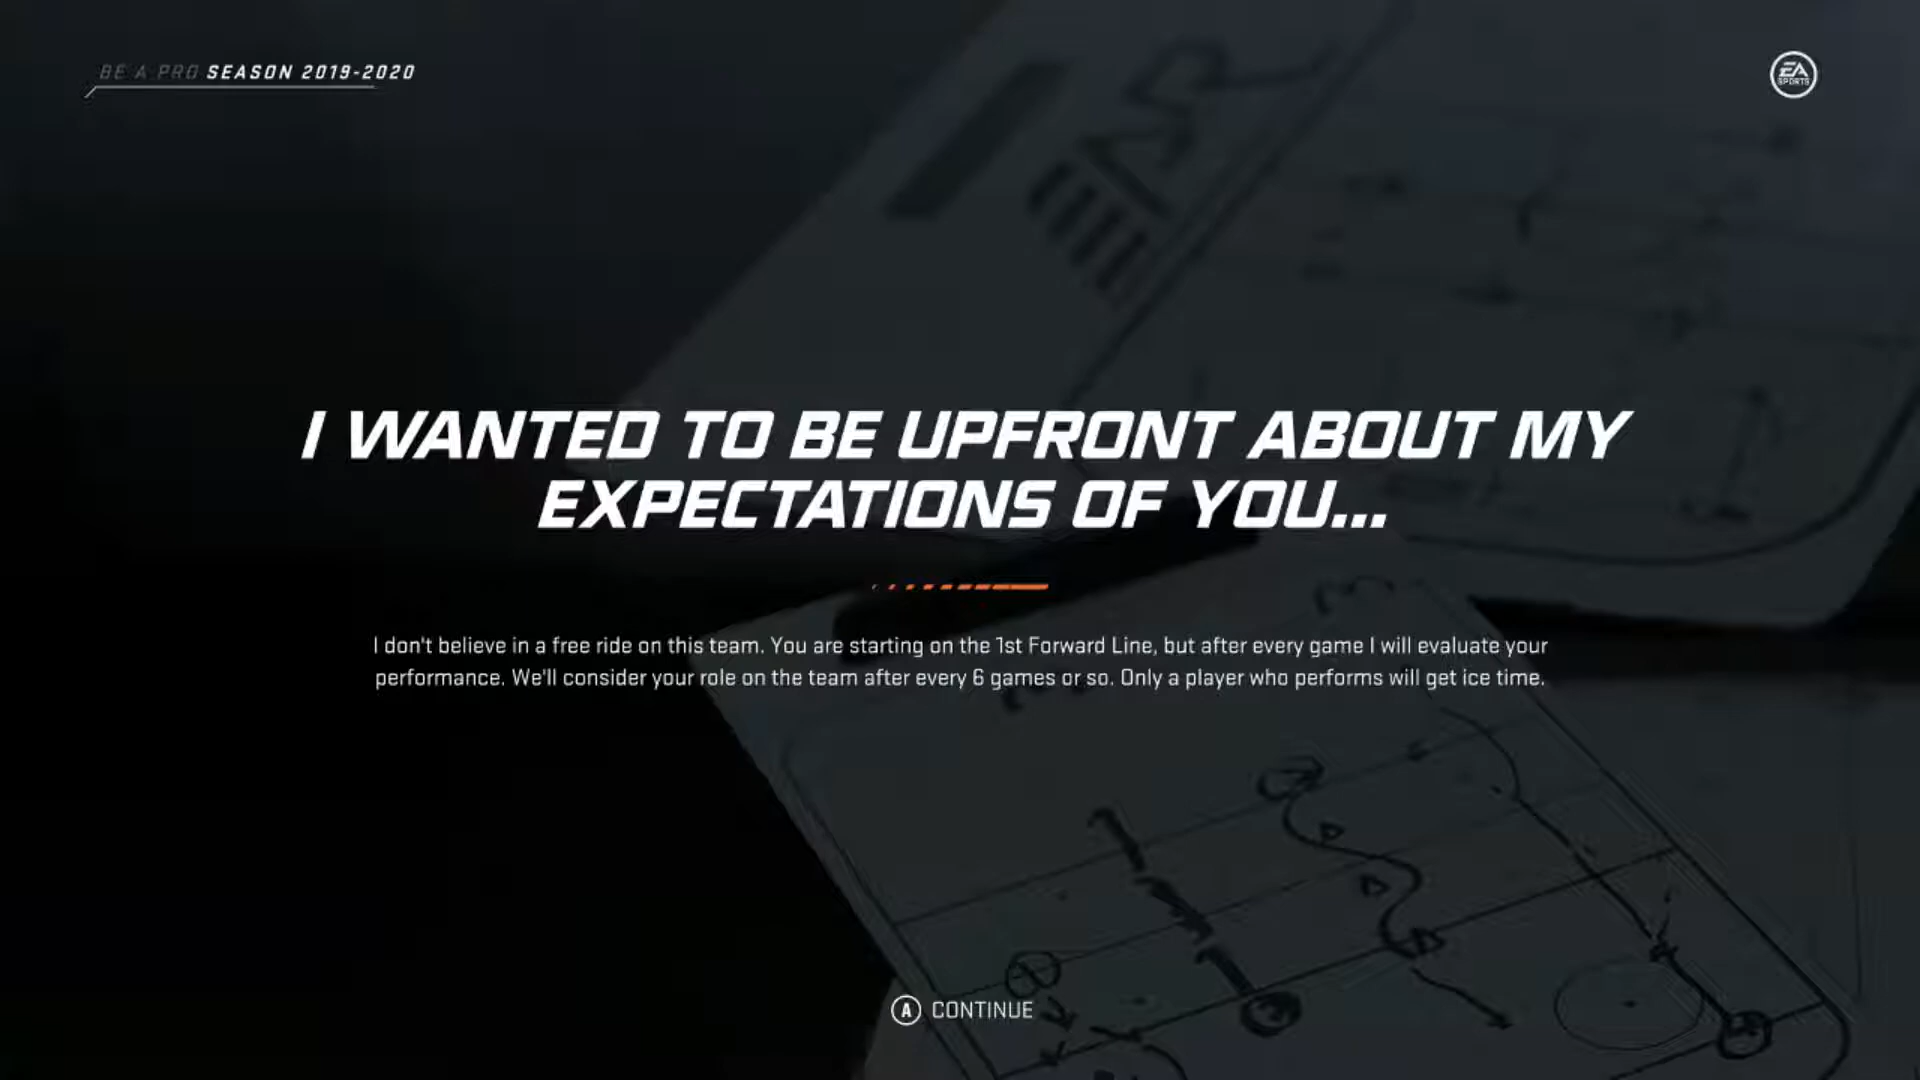 BE A PRO SEASON 2019-2020
EA
SPORTS
I WANTED TO BE UPFRONT ABOUT MY
EXPECTATIONS OF YOU...
I don't believe in a free ride on this team. You are starting on the 1st Forward Line, but after every game I will evaluate your
performance. We'll consider your role on the team after every 6 games or so. Only a player who performs will get ice time.
A CONTINUE